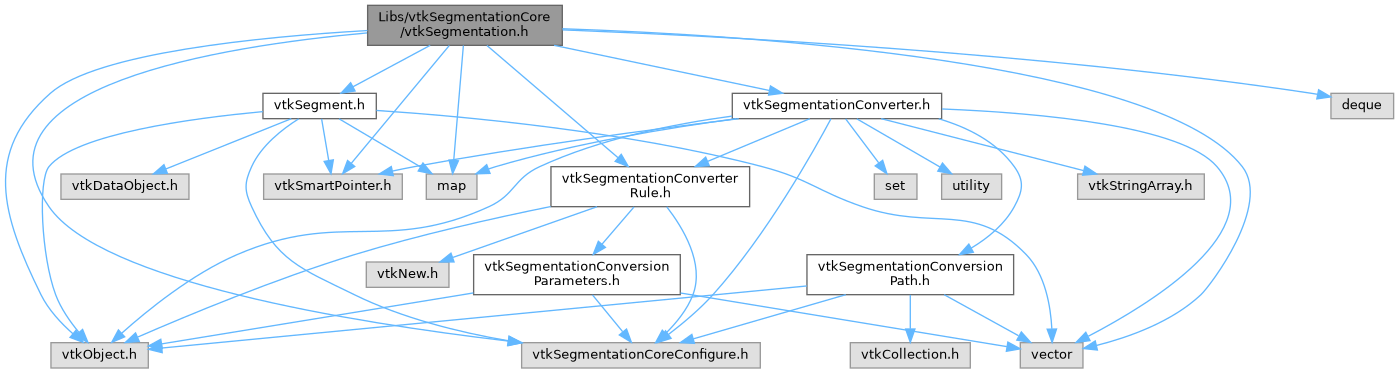 Libs/vtkSegmentationCore
/vtkSegmentation.h
vtkSegment.h
vtkSegmentationConverter.h
deque
vtkDataObject.h
vtkSmartPointer.h
map
vtkSegmentationConverter
Rule.h
set
utility
vtkStringArray.h
vtkNew.h
vtkSegmentationConversion
Parameters.h
vtkSegmentationConversion
Path.h
vtkObject.h
vtkSegmentationCoreConfigure.h
vtkCollection.h
vector